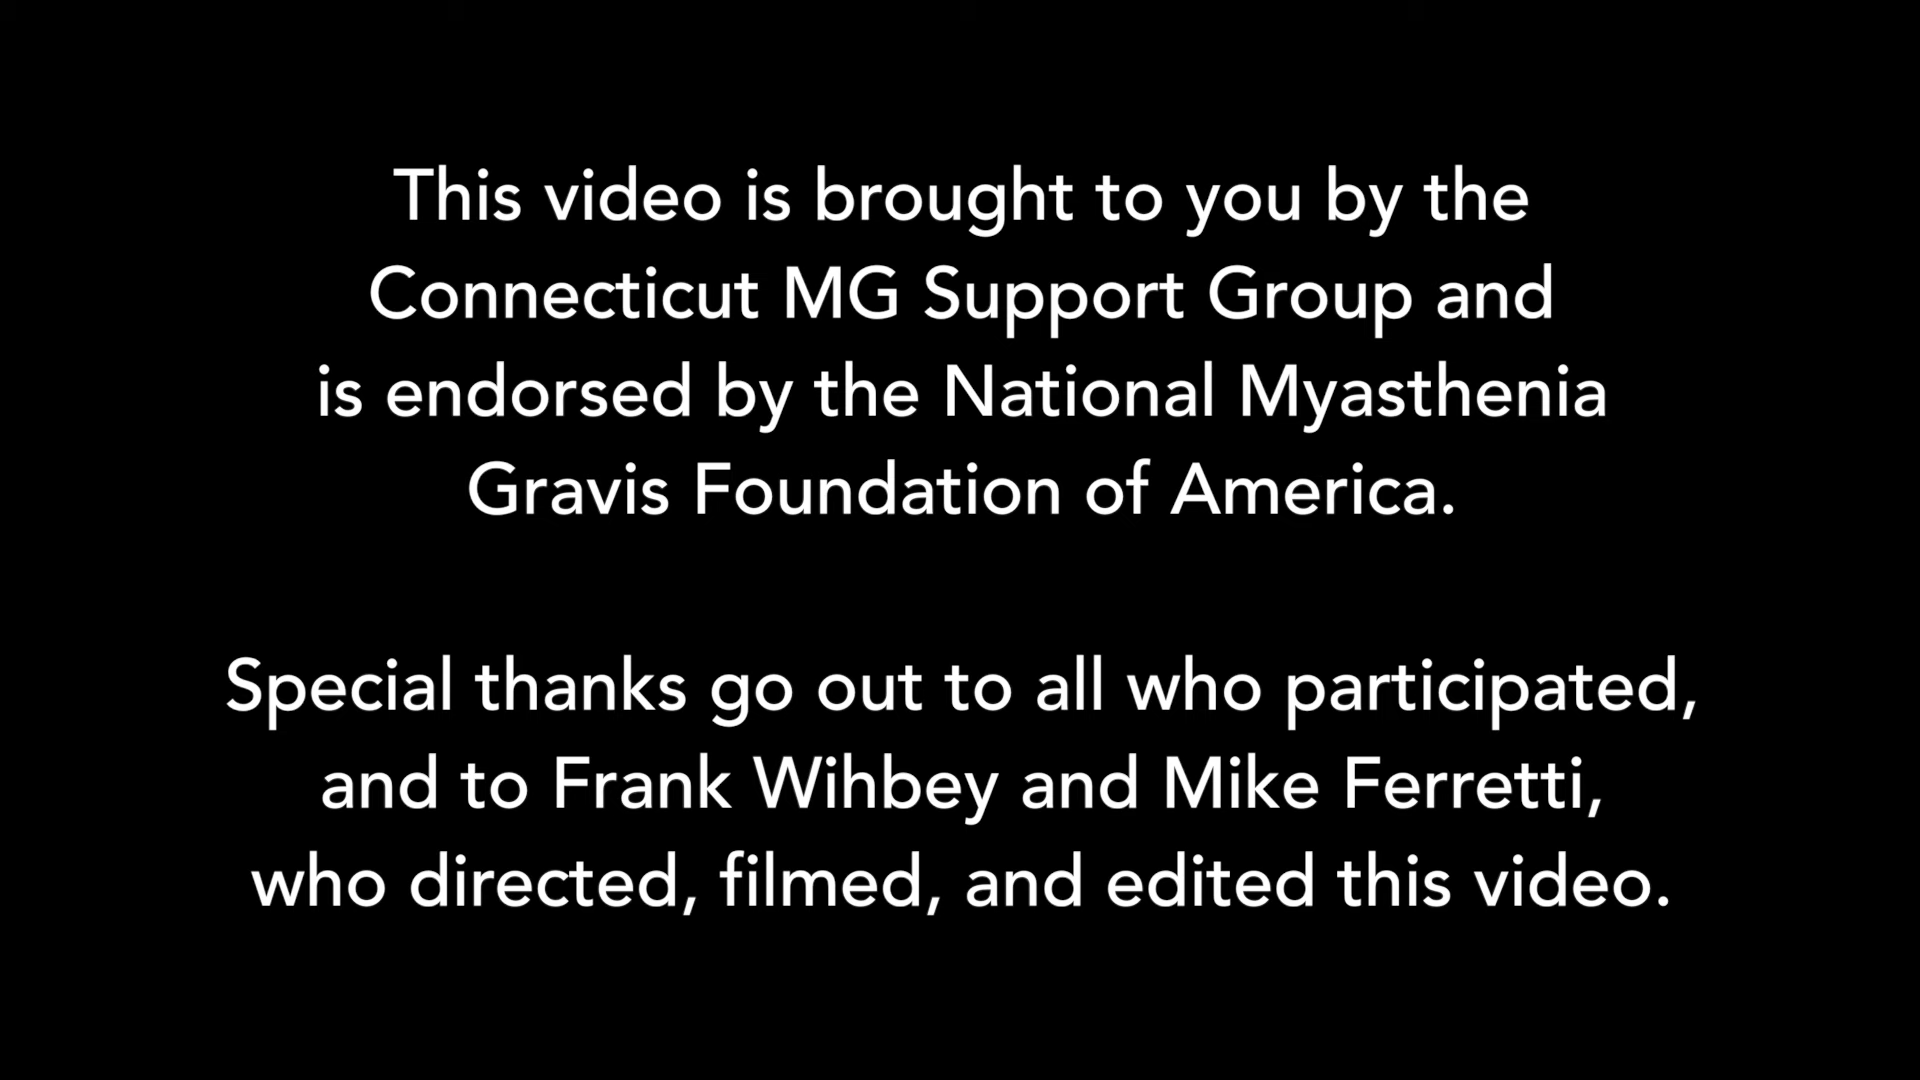 This video is brought to you by the
Connecticut MG Support Group and
is endorsed by the National Myasthenia
Gravis Foundation of America.
Special thanks go out to all who participated,
and to Frank Wihbey and Mike Ferretti,
who directed, filmed, and edited this video.